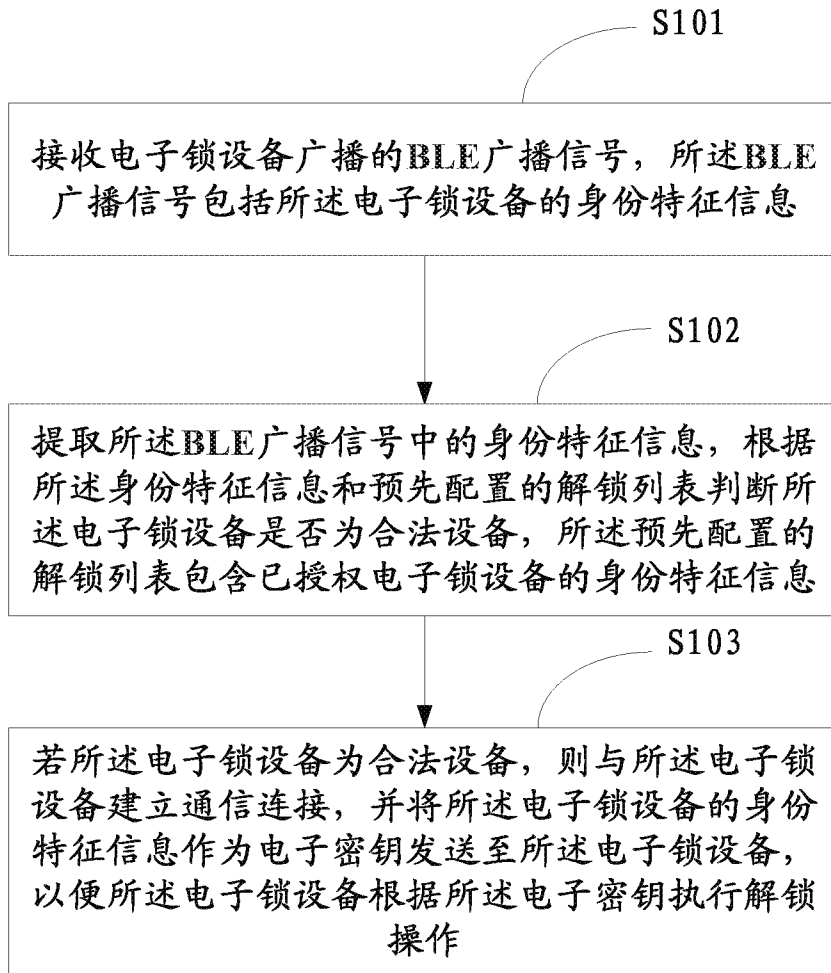 S101
接收电子锁设备广播的BLE广播信号，所述BLE
广播信号包括所述电子锁设备的身份特征信息
S102
提取所述BLE广播信号中的身份特征信息，根据
所述身份特征信息和预先配置的解锁列表判断所
述电子锁设备是否为合法设备，所述预先配置的
解锁列表包含已授权电子锁设备的身份特征信息
S103
若所述电子锁设备为合法设备，则与所述电子锁
设备建立通信连接，并将所述电子锁设备的身份
特征信息作为电子密钥发送至所述电子锁设备，
以便所述电子锁设备根据所述电子密钥执行解锁
操作